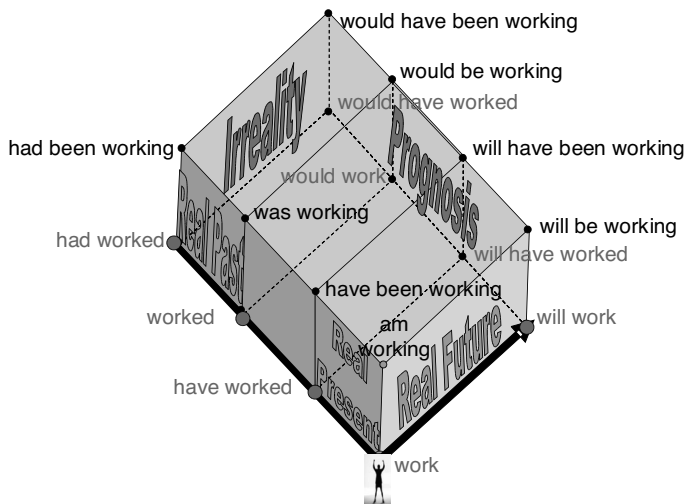 would have been working
would be working
would have worked
Irreality
Prognosis
had been working
will have been working
would work
Real Past
was working
will be working
had worked
will have worked
have been working
worked
am
working
will work
Real
Present
Real Future
have worked
work